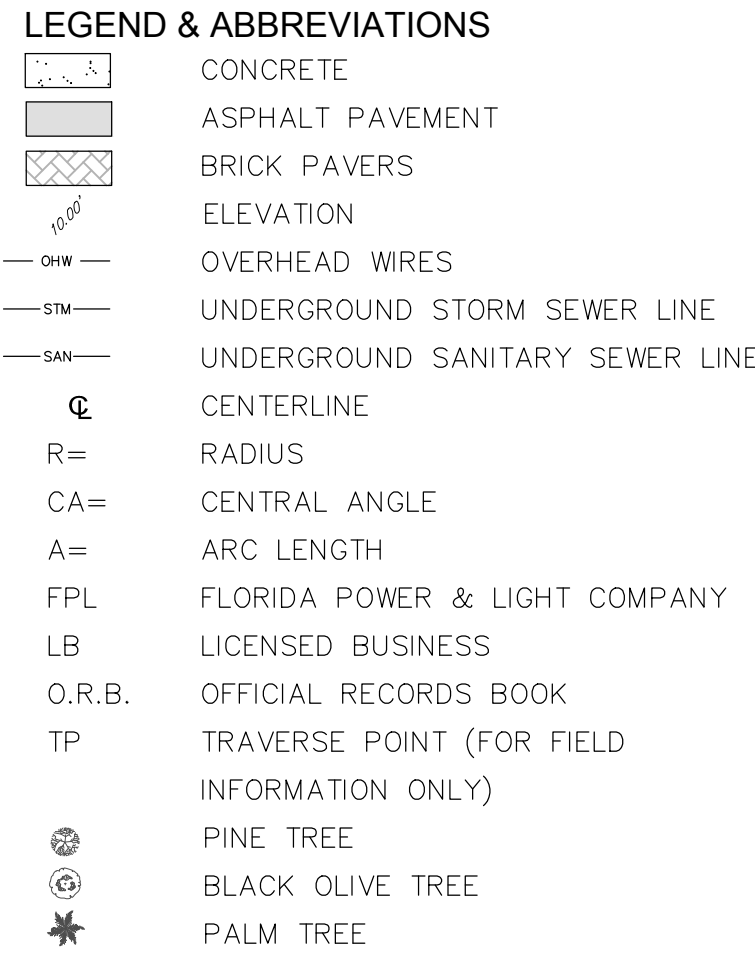 LEGEND & ABBREVIATIONS
CONCRETE
ASPHALT PAVEMENT
BRICK PAVERS
10.00' ELEVATION
OHW OVERHEAD WIRES
STM UNDERGROUND STORM SEWER LINE
SAN UNDERGROUND SANITARY SEWER LINE
℄ CENTERLINE
R= RADIUS
CA= CENTRAL ANGLE
A= ARC LENGTH
FPL FLORIDA POWER & LIGHT COMPANY
LB LICENSED BUSINESS
O.R.B. OFFICIAL RECORDS BOOK
TP TRAVERSE POINT (FOR FIELD
INFORMATION ONLY)
PINE TREE
BLACK OLIVE TREE
PALM TREE